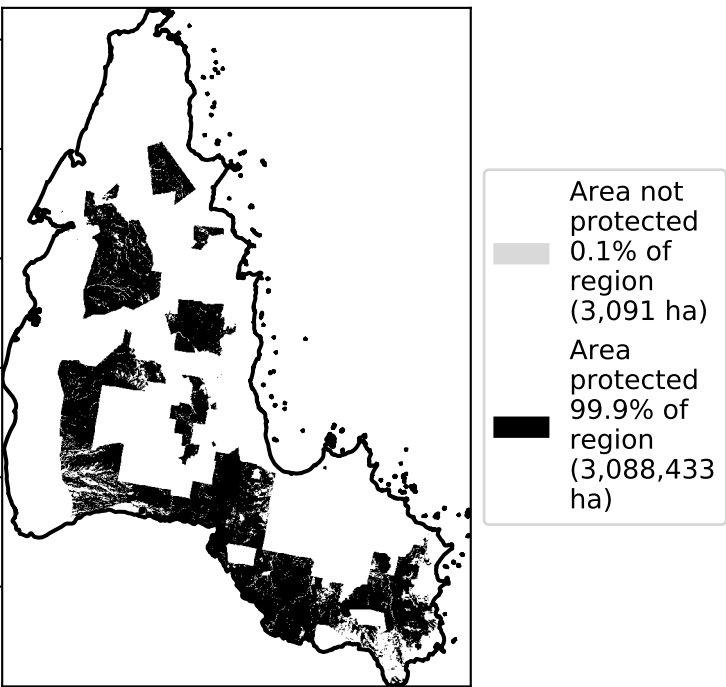 Area not
protected
0.1% of
region
(3,091 ha)
Area
protected
99.9% of
region
(3,088,433
ha)